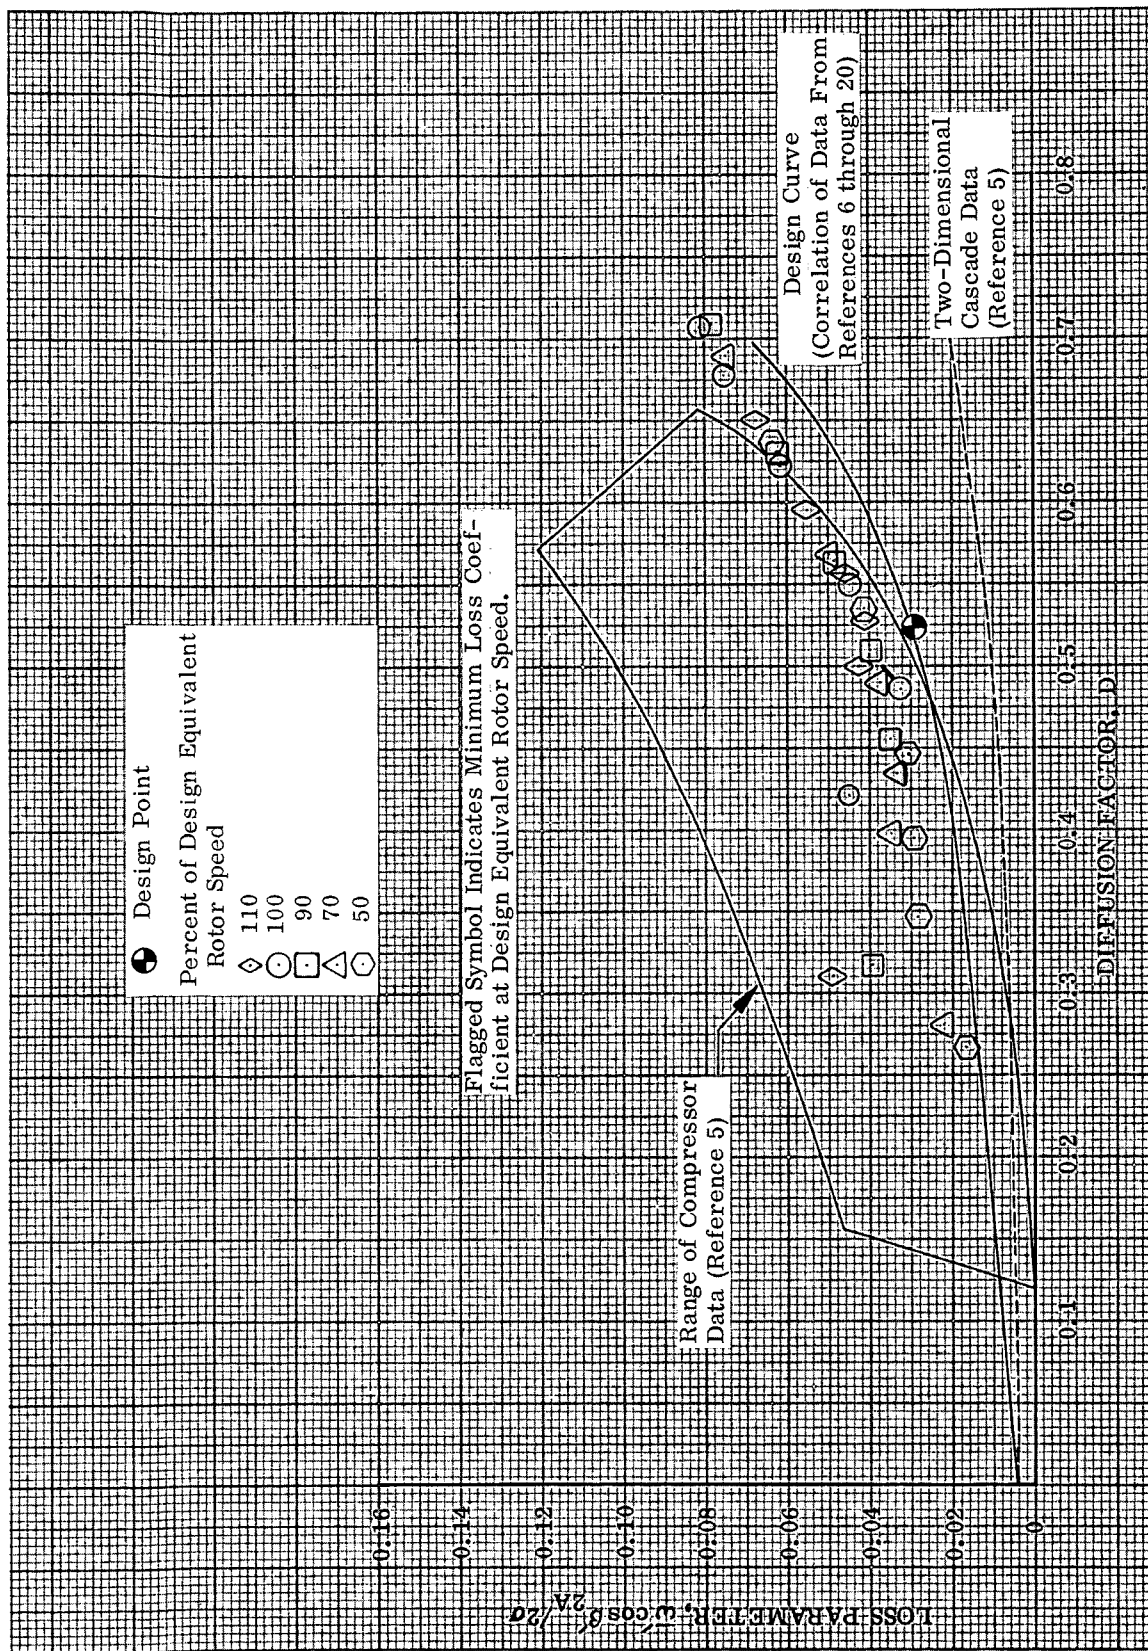 Design Point
Percent of Design Equivalent
Rotor Speed
110
100
90
70
50
Flagged Symbol Indicates Minimum Loss Coef-
ficient at Design Equivalent Rotor Speed.
Range of Compressor
Data (Reference 5)
Design Curve
(Correlation of Data From
References 6 through 20)
Two-Dimensional
Cascade Data
(Reference 5)
LOSS PARAMETER, ω̄′ cos β′2A/2σ
0.16
0.14
0.12
0.10
0.08
0.06
0.04
0.02
0
0.1
0.2
0.3
0.4
0.5
0.6
0.7
0.8
DIFFUSION FACTOR, D